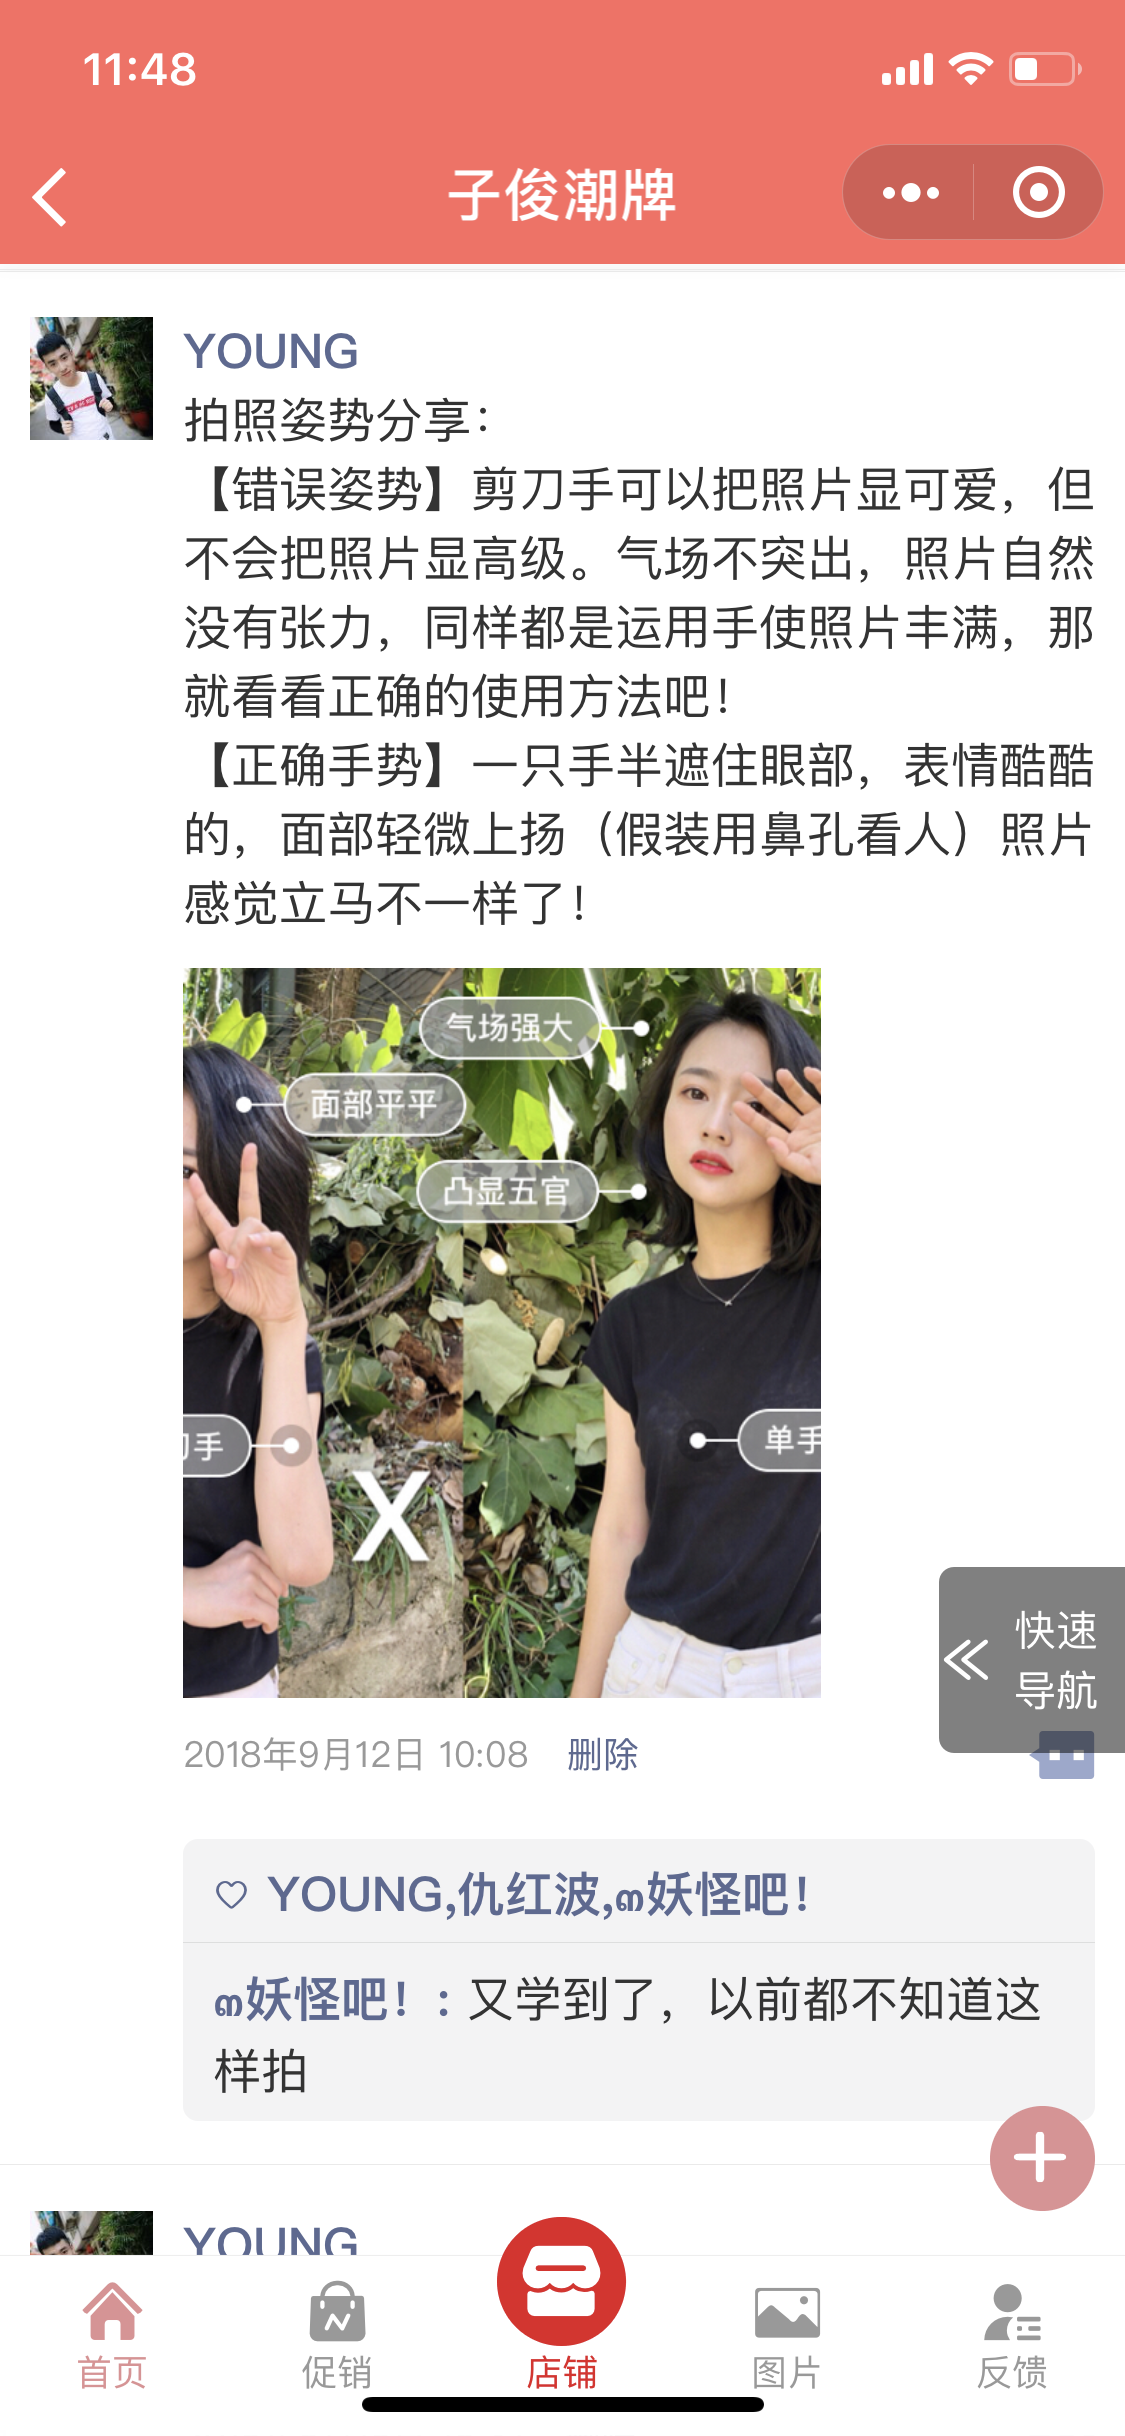 11:48
子俊潮牌
YOUNG
拍照姿势分享：
【错误姿势】剪刀手可以把照片显可爱，但
不会把照片显高级。气场不突出，照片自然
没有张力，同样都是运用手使照片丰满，那
就看看正确的使用方法吧！
【正确手势】一只手半遮住眼部，表情酷酷
的，面部轻微上扬（假装用鼻孔看人）照片
感觉立马不一样了！
气场强大
面部平平
凸显五官
手
单手
X
快速
导航
2018年9月12日 10:08 删除
YOUNG,仇红波,๓妖怪吧！
๓妖怪吧！：又学到了，以前都不知道这
样拍
YOUNG
首页
促销
店铺
图片
反馈